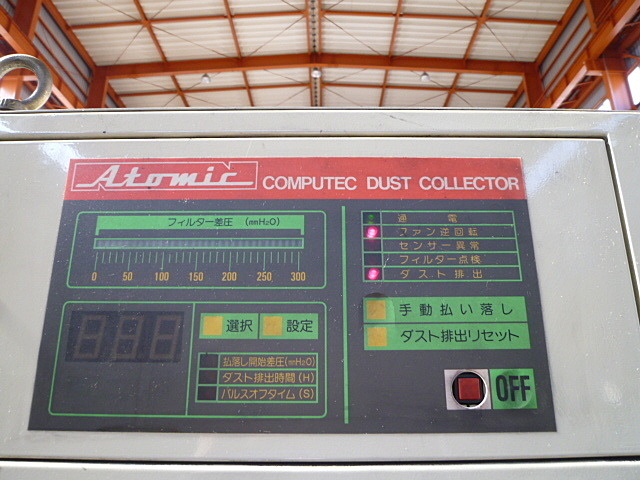 Atomic COMPUTEC DUST COLLECTOR
フィルター差圧 (mmH₂O)
0 50 100 150 200 250 300
選択 設定
払落し開始差圧(mmH₂O)
ダスト排出時間(H)
パルスオフタイム(S)
通電
ファン逆回転
センサー異常
フィルター点検
ダスト排出
手動払い落し
ダスト排出リセット
OFF